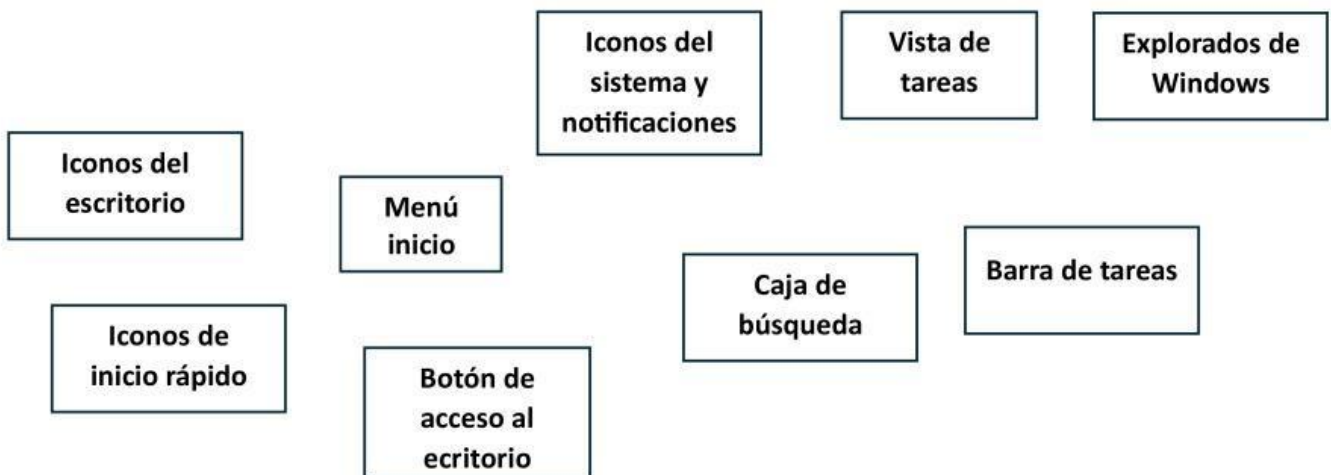 Iconos del
sistema y
notificaciones
Vista de
tareas
Explorados de
Windows
Iconos del
escritorio
Menú
inicio
Barra de tareas
Caja de
búsqueda
Iconos de
inicio rápido
Botón de
acceso al
ecritorio